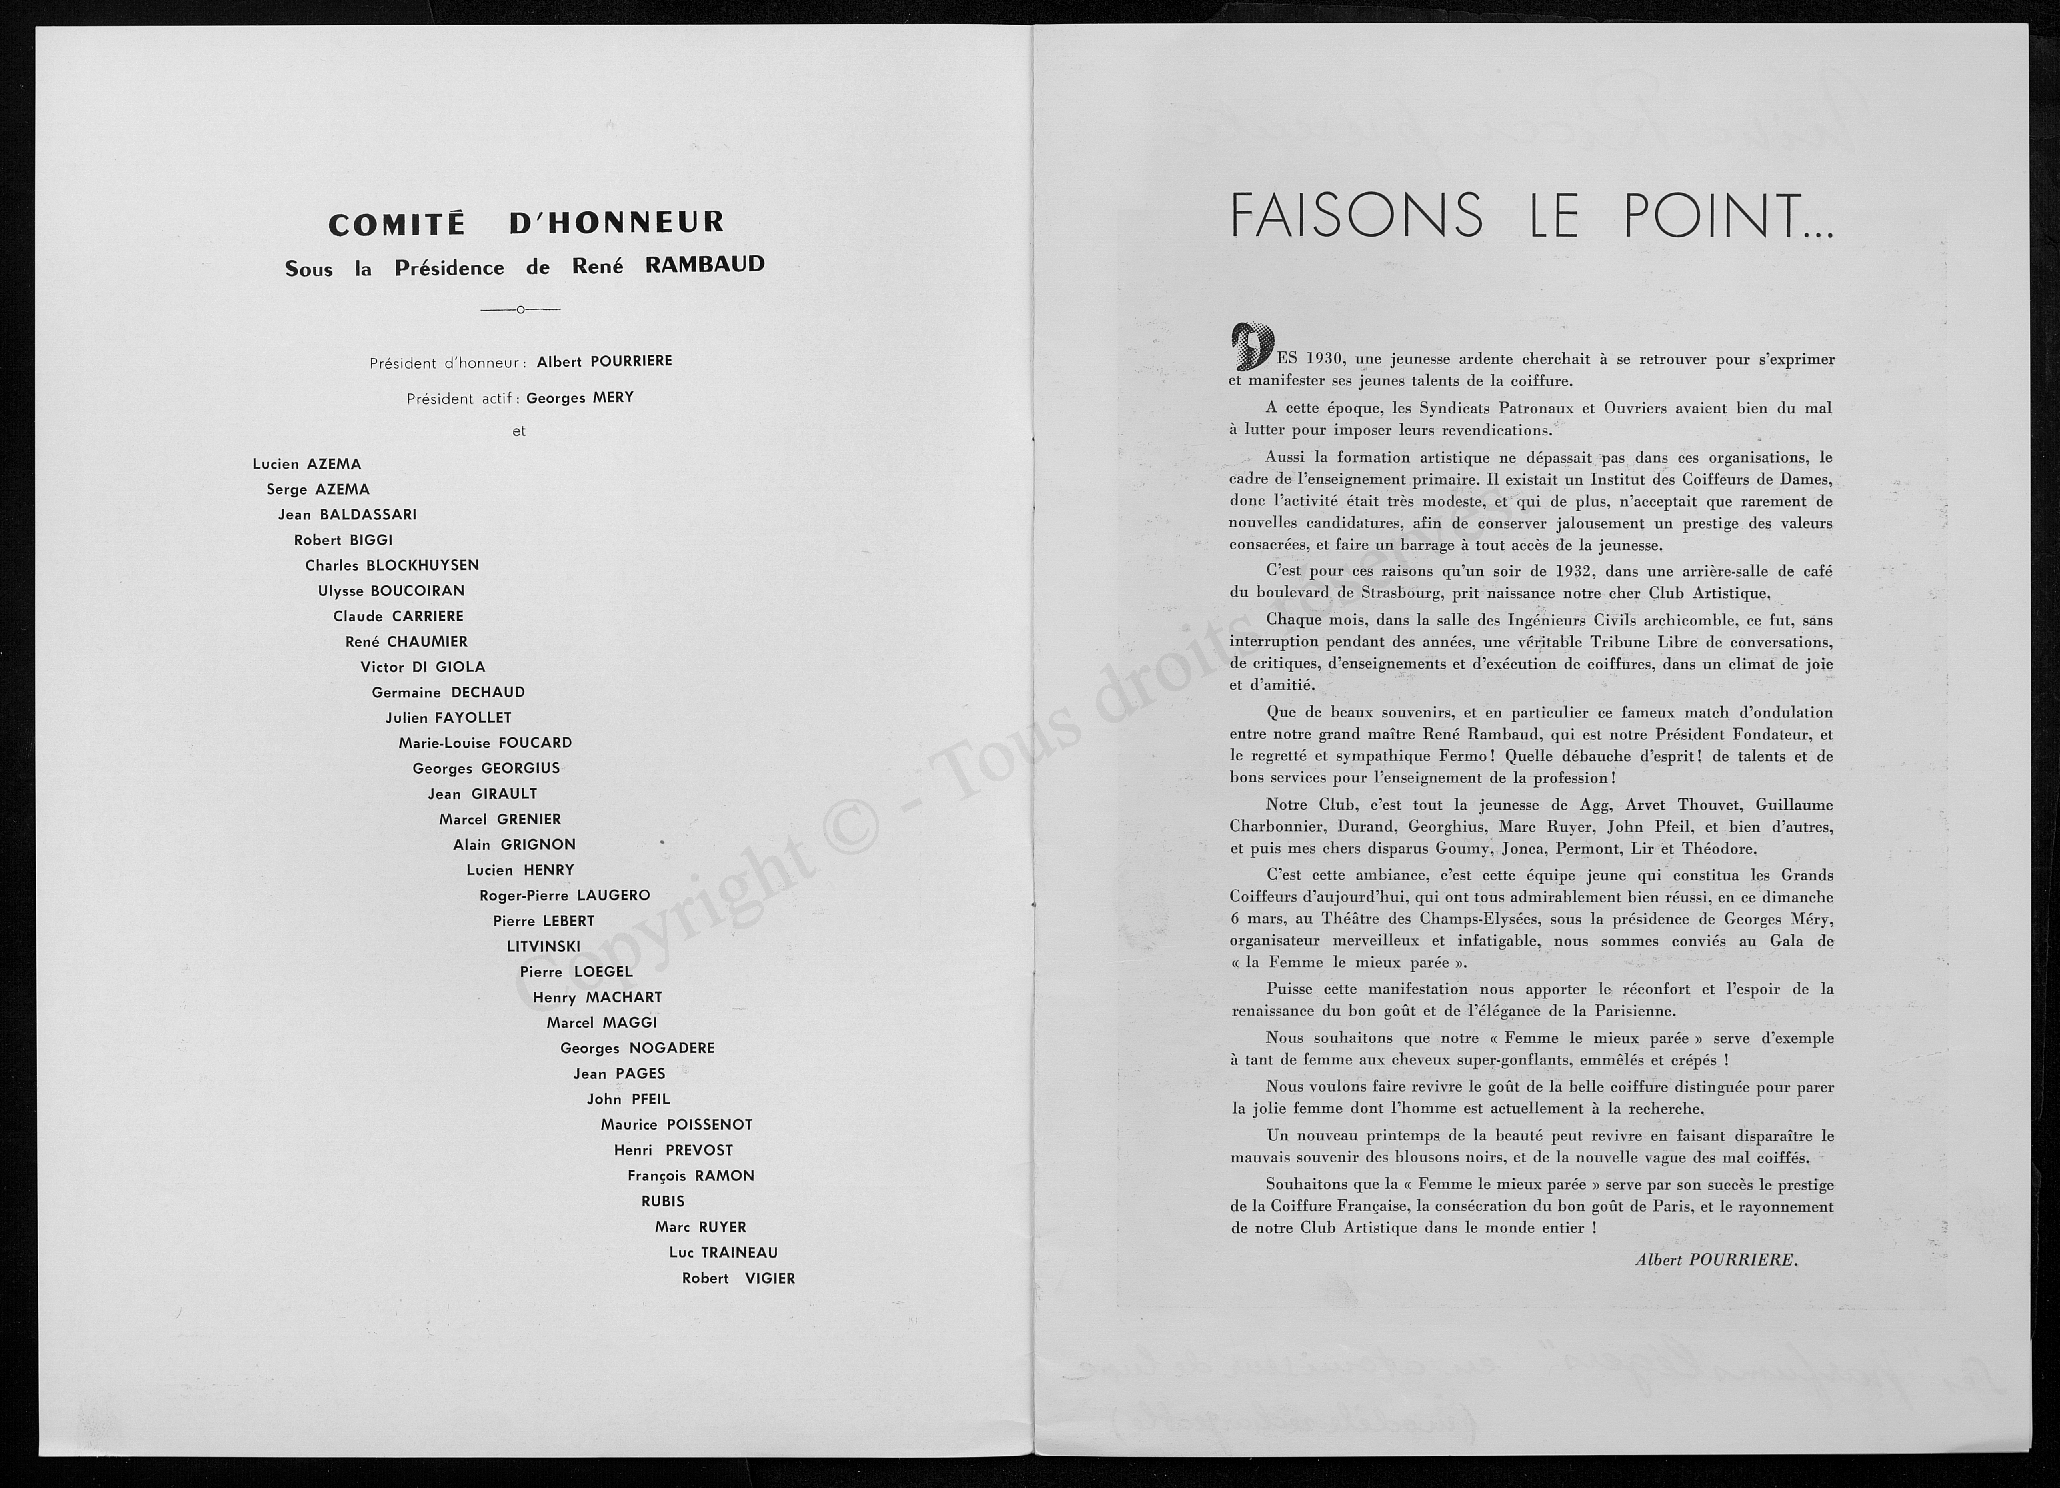 COMITÉ D'HONNEUR
Sous la Présidence de René RAMBAUD
Président d'honneur : Albert POURRIERE
Président actif : Georges MERY
et
Lucien AZEMA
Serge AZEMA
Jean BALDASSARI
Robert BIGGI
Charles BLOCKHUYSEN
Ulysse BOUCOIRAN
Claude CARRIERE
René CHAUMIER
Victor DI GIOLA
Germaine DECHAUD
Julien FAYOLLET
Marie-Louise FOUCARD
Georges GEORGIUS
Jean GIRAULT
Marcel GRENIER
Alain GRIGNON
Lucien HENRY
Roger-Pierre LAUGERO
Pierre LEBERT
LITVINSKI
Pierre LOEGEL
Henry MACHART
Marcel MAGGI
Georges NOGADERE
Jean PAGES
John PFEIL
Maurice POISSENOT
Henri PREVOST
François RAMON
RUBIS
Marc RUYER
Luc TRAINEAU
Robert VIGIER
FAISONS LE POINT...
DES 1930, une jeunesse ardente cherchait à se retrouver pour s'exprimer
et manifester ses jeunes talents de la coiffure.
A cette époque, les Syndicats Patronaux et Ouvriers avaient bien du mal
à lutter pour imposer leurs revendications.
Aussi la formation artistique ne dépassait pas dans ces organisations, le
cadre de l'enseignement primaire. Il existait un Institut des Coiffeurs de Dames,
donc l'activité était très modeste, et qui de plus, n'acceptait que rarement de
nouvelles candidatures, afin de conserver jalousement un prestige des valeurs
consacrées, et faire un barrage à tout accès de la jeunesse.
C'est pour ces raisons qu'un soir de 1932, dans une arrière-salle de café
du boulevard de Strasbourg, prit naissance notre cher Club Artistique.
Chaque mois, dans la salle des Ingénieurs Civils archicomble, ce fut, sans
interruption pendant des années, une véritable Tribune Libre de conversations,
de critiques, d'enseignements et d'exécution de coiffures, dans un climat de joie
et d'amitié.
Que de beaux souvenirs, et en particulier ce fameux match d'ondulation
entre notre grand maître René Rambaud, qui est notre Président Fondateur, et
le regretté et sympathique Fermo ! Quelle débauche d'esprit ! de talents et de
bons services pour l'enseignement de la profession !
Notre Club, c'est tout la jeunesse de Agg, Arvet Thouvet, Guillaume
Charbonnier, Durand, Georghius, Marc Ruyer, John Pfeil, et bien d'autres,
et puis mes chers disparus Goumy, Jonca, Permont, Lir et Théodore.
C'est cette ambiance, c'est cette équipe jeune qui constitua les Grands
Coiffeurs d'aujourd'hui, qui ont tous admirablement bien réussi, en ce dimanche
6 mars, au Théâtre des Champs-Elysées, sous la présidence de Georges Méry,
organisateur merveilleux et infatigable, nous sommes conviés au Gala de
« la Femme le mieux parée ».
Puisse cette manifestation nous apporter le réconfort et l'espoir de la
renaissance du bon goût et de l'élégance de la Parisienne.
Nous souhaitons que notre « Femme le mieux parée » serve d'exemple
à tant de femme aux cheveux super-gonflants, emmêlés et crépés !
Nous voulons faire revivre le goût de la belle coiffure distinguée pour parer
la jolie femme dont l'homme est actuellement à la recherche.
Un nouveau printemps de la beauté peut revivre en faisant disparaître le
mauvais souvenir des blousons noirs, et de la nouvelle vague des mal coiffés.
Souhaitons que la « Femme le mieux parée » serve par son succès le prestige
de la Coiffure Française, la consécration du bon goût de Paris, et le rayonnement
de notre Club Artistique dans le monde entier !
Albert POURRIERE.
Copyright © - Tous droits réservés.